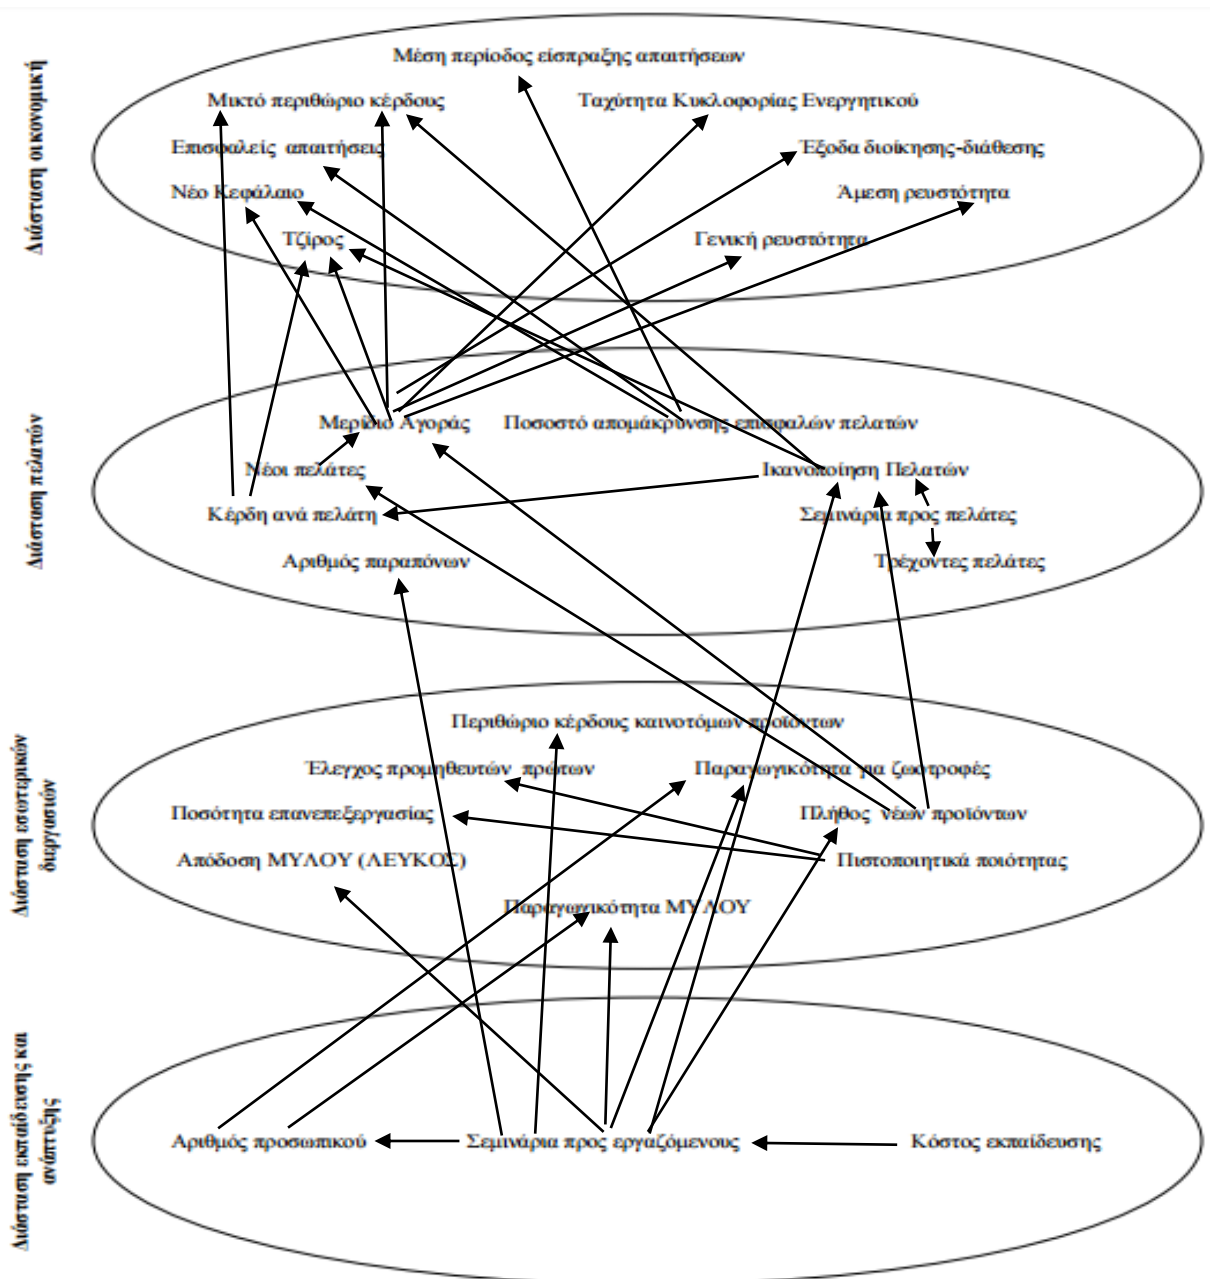 Διάσταση οικονομική
Μέση περίοδος είσπραξης απαιτήσεων
Μικτό περιθώριο κέρδους
Ταχύτητα Κυκλοφορίας Ενεργητικού
Επισφαλείς απαιτήσεις
Έξοδα διοίκησης-διάθεσης
Νέο Κεφάλαιο
Άμεση ρευστότητα
Τζίρος
Γενική ρευστότητα
Διάσταση πελατών
Μερίδιο Αγοράς
Ποσοστό απομάκρυνσης επισφαλών πελατών
Νέοι πελάτες
Ικανοποίηση Πελατών
Κέρδη ανά πελάτη
Σεμινάρια προς πελάτες
Αριθμός παραπόνων
Τρέχοντες πελάτες
Διάσταση εσωτερικών
διεργασιών
Περιθώριο κέρδους καινοτόμων προϊόντων
Έλεγχος προμηθευτών πρώτων
Παραγωγικότητα για ζωοτροφές
Ποσότητα επανεπεξεργασίας
Πλήθος νέων προϊόντων
Απόδοση ΜΥΛΟΥ (ΛΕΥΚΟΣ)
Πιστοποιητικά ποιότητας
Παραγωγικότητα ΜΥΛΟΥ
Διάσταση εκπαίδευσης και
ανάπτυξης
Αριθμός προσωπικού
Σεμινάρια προς εργαζόμενους
Κόστος εκπαίδευσης